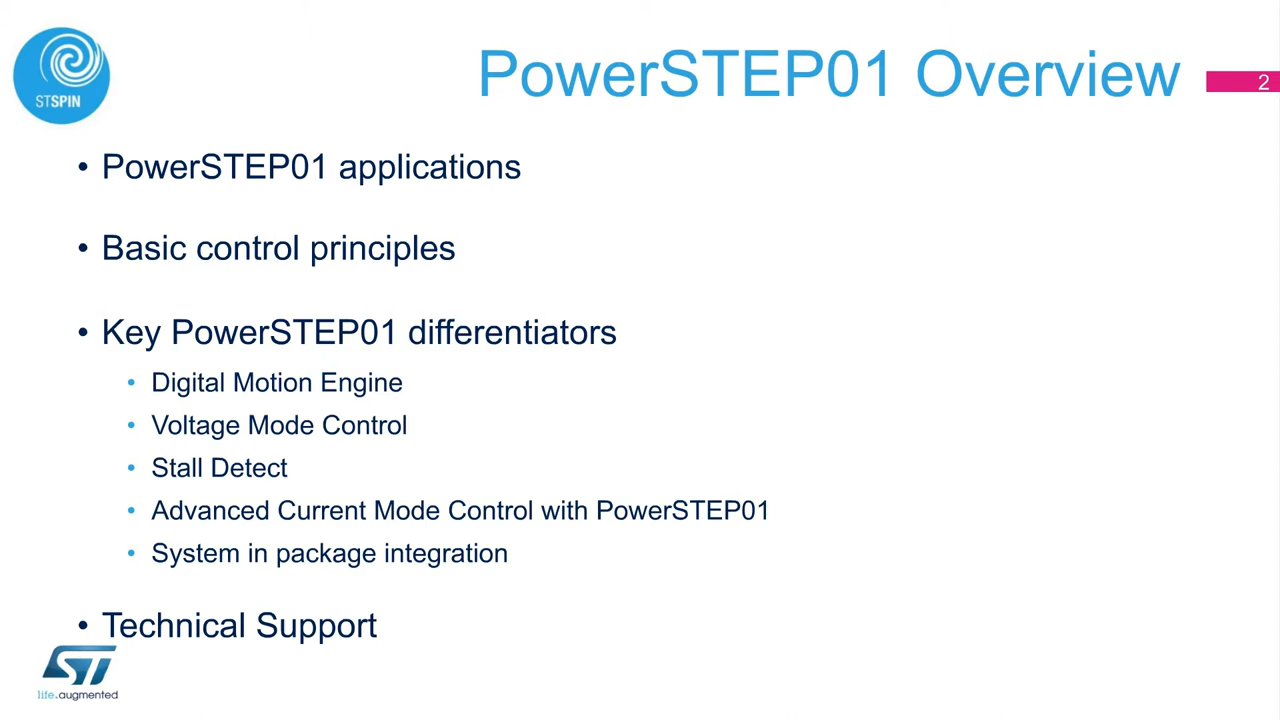 STSPIN
PowerSTEP01 Overview
2
• PowerSTEP01 applications
• Basic control principles
• Key PowerSTEP01 differentiators
• Digital Motion Engine
• Voltage Mode Control
• Stall Detect
• Advanced Current Mode Control with PowerSTEP01
• System in package integration
• Technical Support
ST
life.augmented